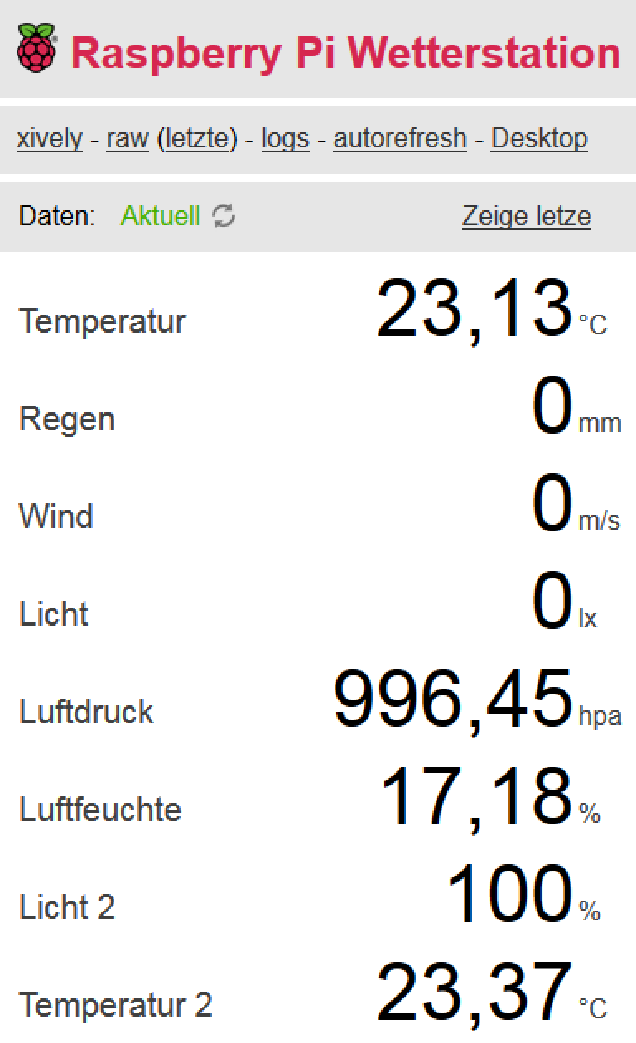 Raspberry Pi Wetterstation
xively - raw (letzte) - logs - autorefresh - Desktop
Daten: Aktuell Zeige letze
Temperatur 23,13 °C
Regen 0 mm
Wind 0 m/s
Licht 0 lx
Luftdruck 996,45 hpa
Luftfeuchte 17,18 %
Licht 2 100 %
Temperatur 2 23,37 °C